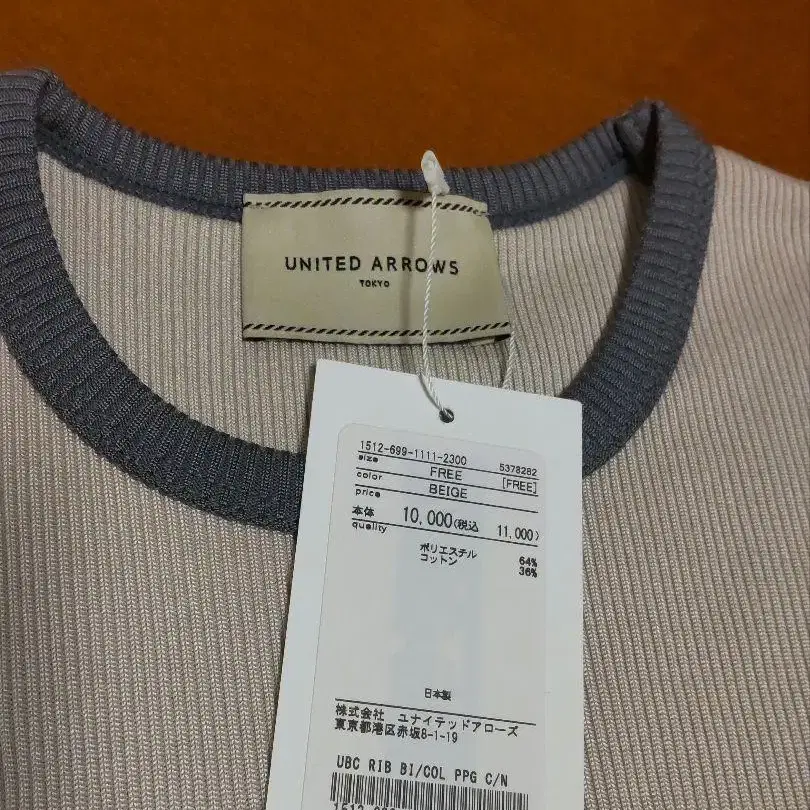 UNITED ARROWS
TOKYO
1512-699-1111-2300 5378282
size FREE [FREE]
color BEIGE
price
本体 10,000(税込 11,000)
quality
ポリエステル 64%
コットン 36%
日本製
株式会社 ユナイテッドアローズ
東京都港区赤坂8-1-19
UBC RIB BI/COL PPG C/N